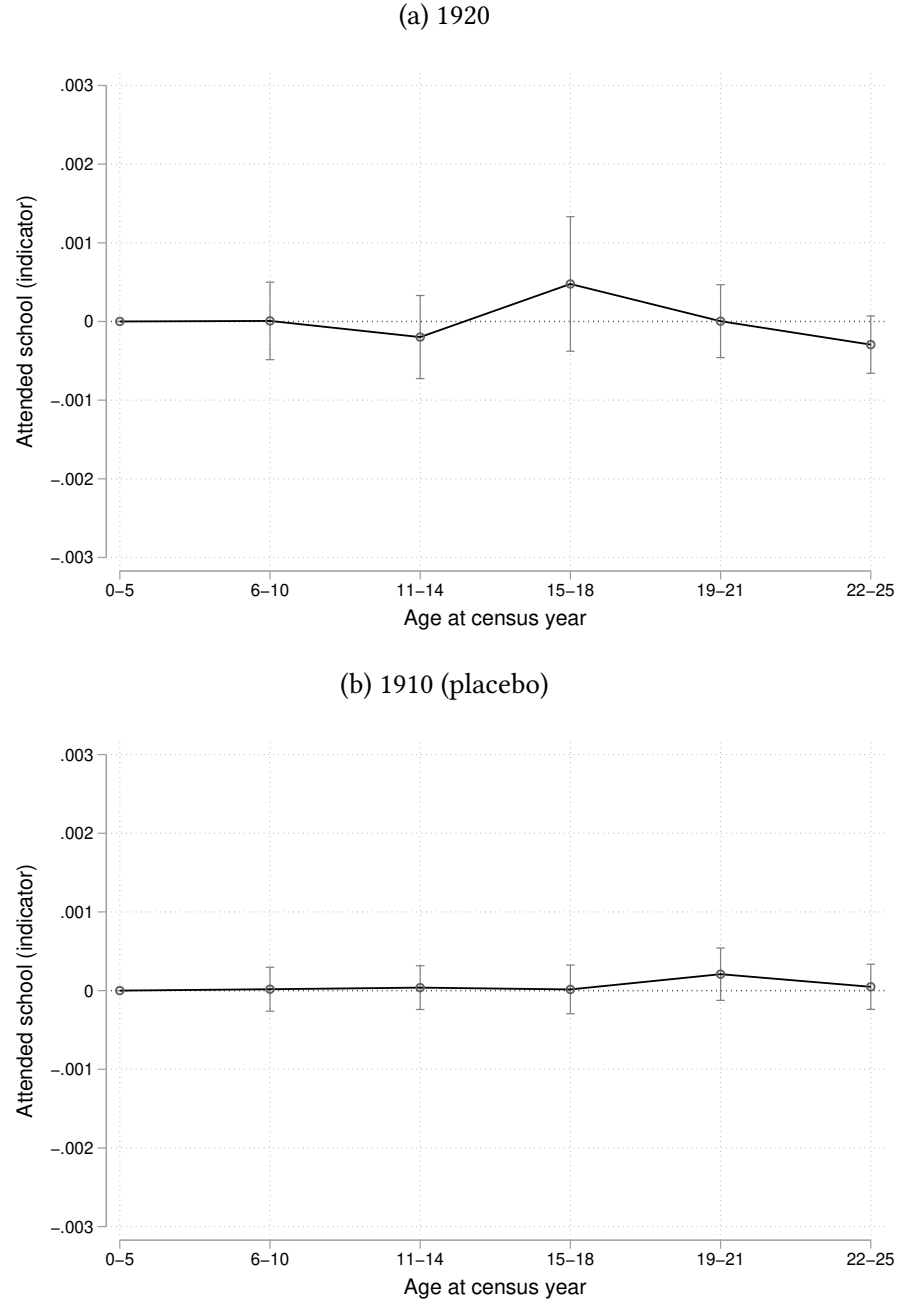 (a) 1920
.003
.002
.001
0
−.001
−.002
−.003
Attended school (indicator)
0−5 6−10 11−14 15−18 19−21 22−25
Age at census year
(b) 1910 (placebo)
.003
.002
.001
0
−.001
−.002
−.003
Attended school (indicator)
0−5 6−10 11−14 15−18 19−21 22−25
Age at census year